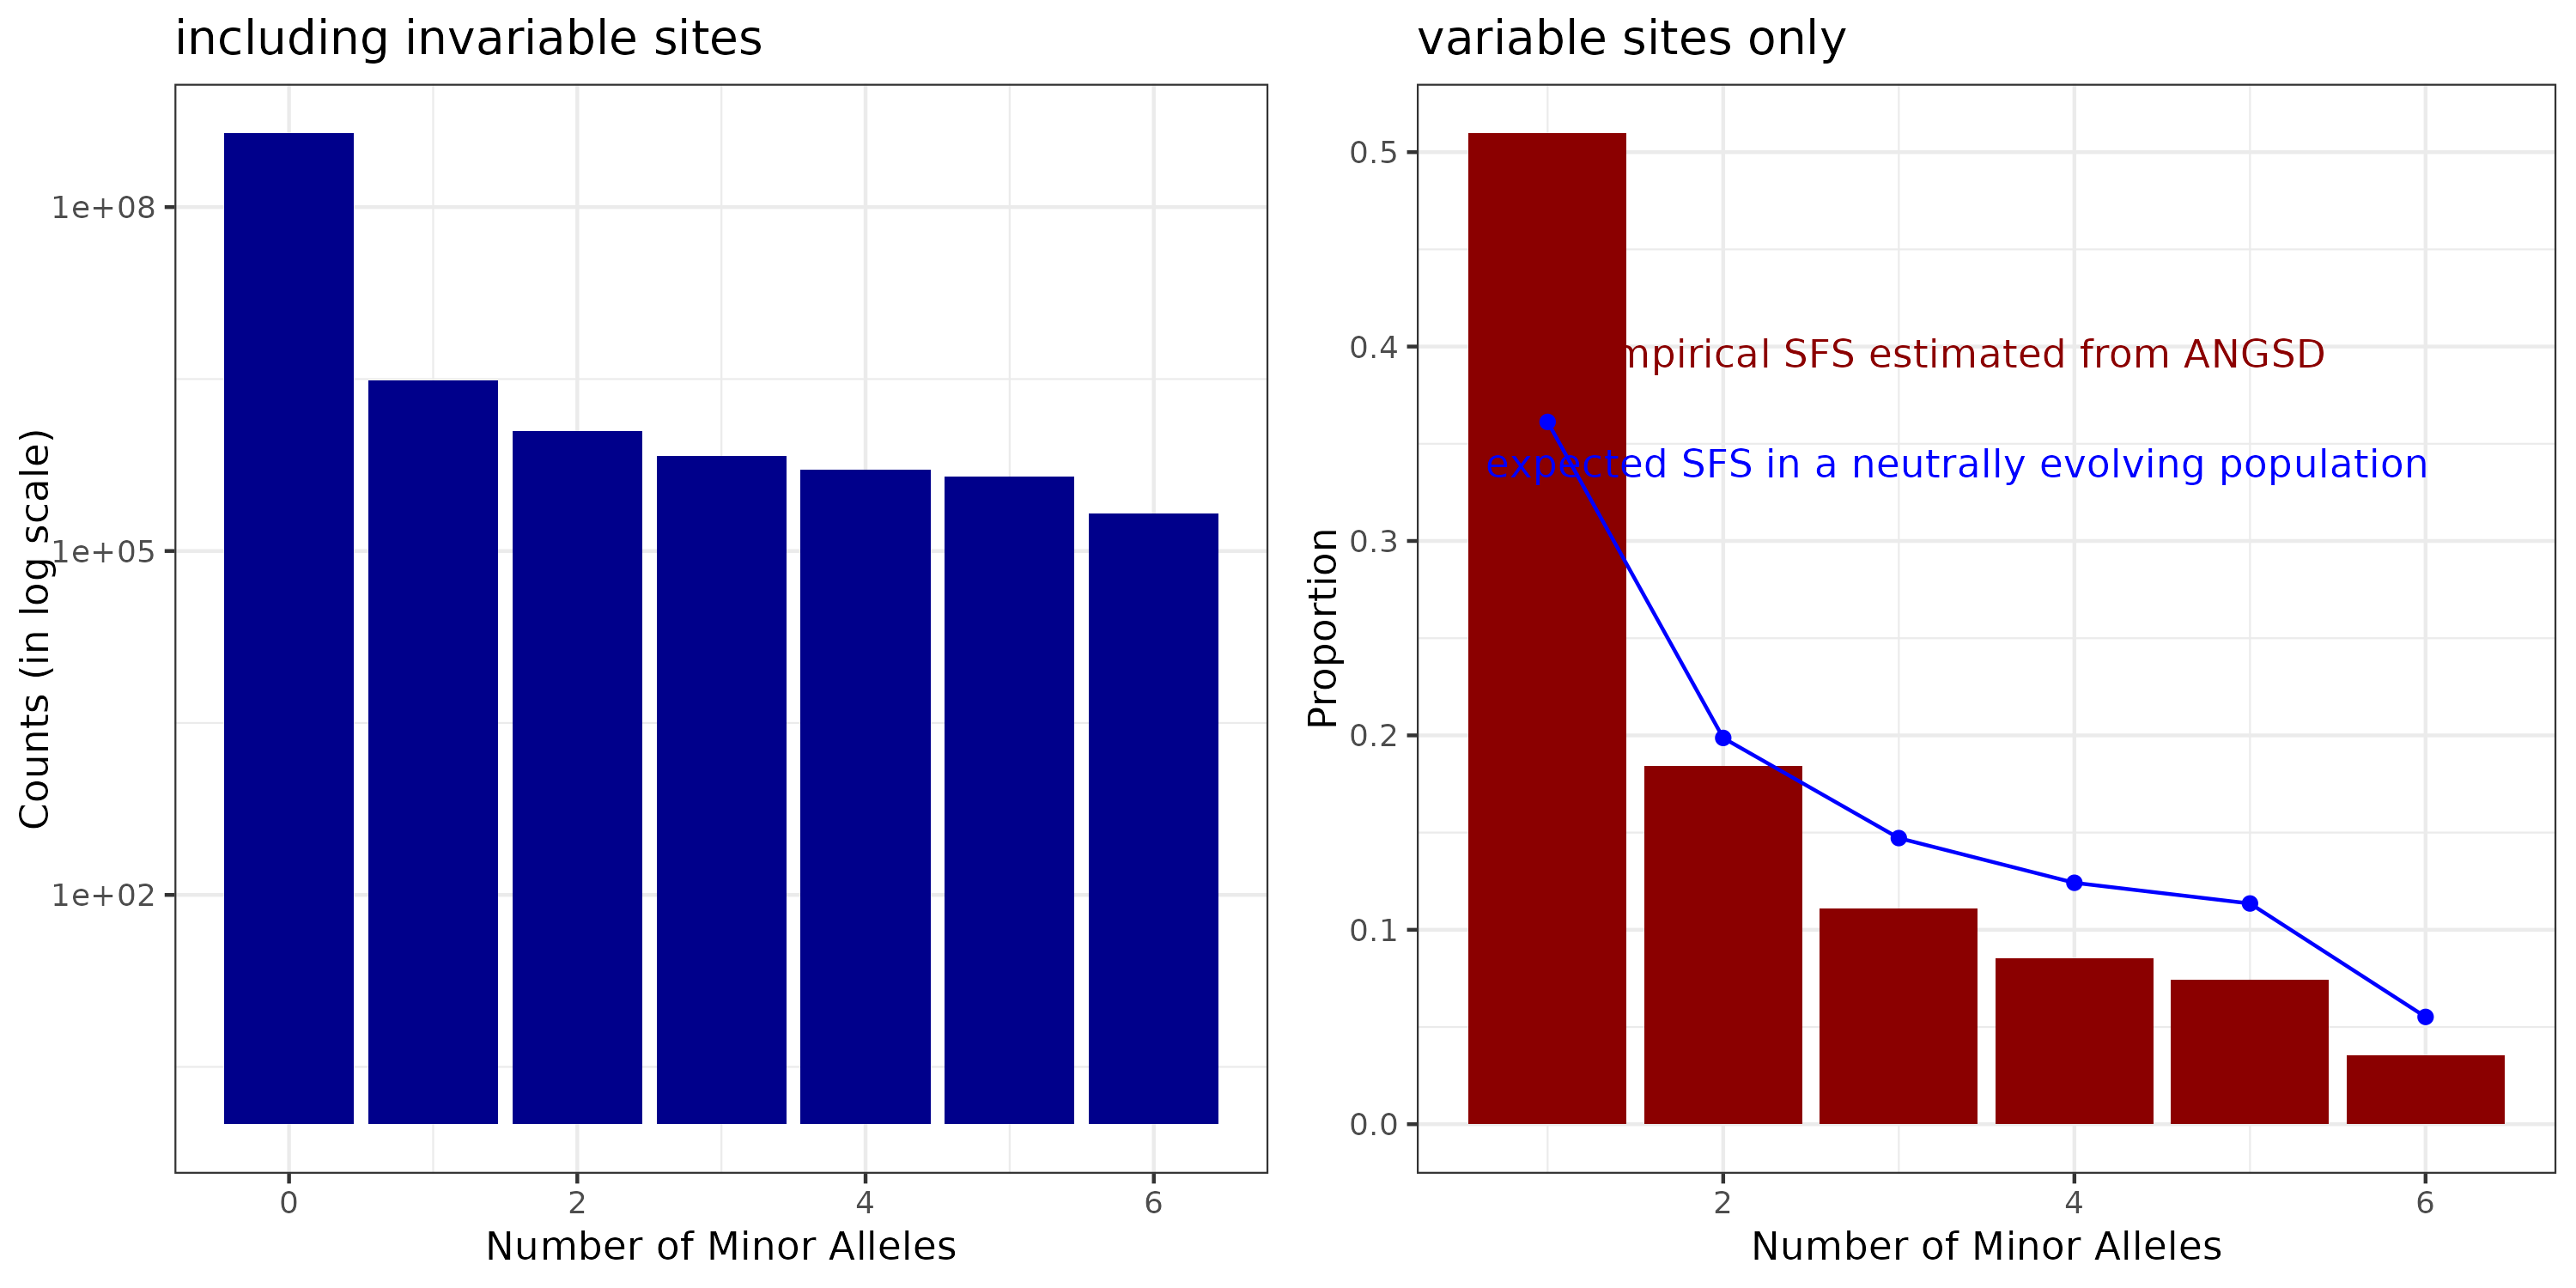 including invariable sites
Counts (in log scale)
1e+08
1e+05
1e+02
0 2 4 6
Number of Minor Alleles
variable sites only
Proportion
0.5
0.4
0.3
0.2
0.1
0.0
mpirical SFS estimated from ANGSD
expected SFS in a neutrally evolving population
2 4 6
Number of Minor Alleles